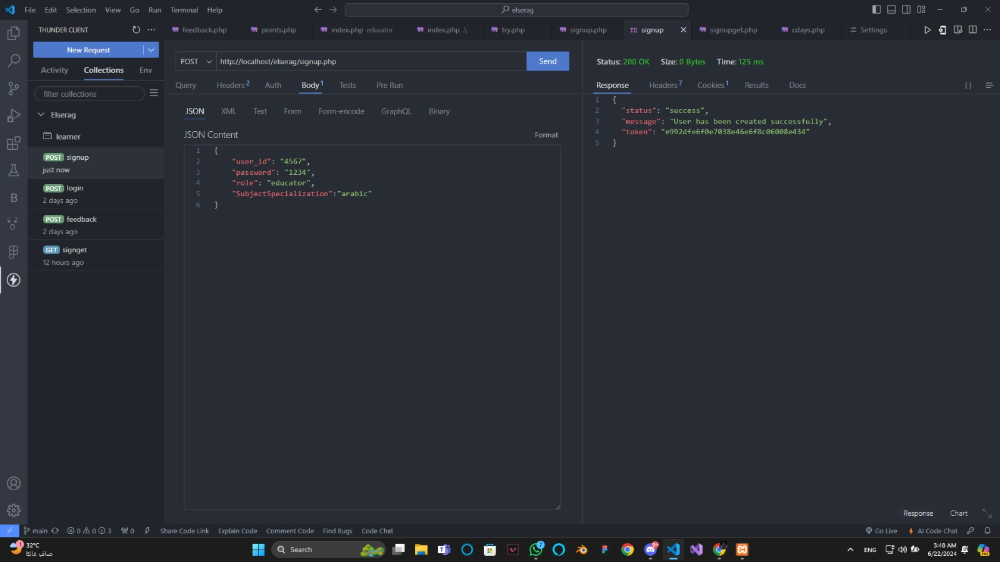 File Edit Selection View Go Run Terminal Help
elserag
THUNDER CLIENT
feedback.php points.php index.php educator index.php .\ try.php signup.php TC signup signupget.php cdays.php Settings
New Request
Activity Collections Env
filter collections
Elserag
learner
POST signup
just now
POST login
2 days ago
POST feedback
2 days ago
GET signget
12 hours ago
POST http://localhost/elserag/signup.php Send
Query Headers 2 Auth Body 1 Tests Pre Run
JSON XML Text Form Form-encode GraphQL Binary
JSON Content Format
1 {
2 "user_id": "4567",
3 "password": "1234",
4 "role": "educator",
5 "SubjectSpecialization":"arabic"
6 }
Status: 200 OK Size: 0 Bytes Time: 125 ms
Response Headers 7 Cookies 1 Results Docs { }
1 {
2 "status": "success",
3 "message": "User has been created successfully",
4 "token": "e992dfe6f0e7038e46e6f8c06008e434"
5 }
Response Chart
main 0 0 3 0 Share Code Link Explain Code Comment Code Find Bugs Code Chat Go Live AI Code Chat
1 32°C
صافٍ غالبًا
Search
7
9+
ENG
3:48 AM
6/22/2024
PRE